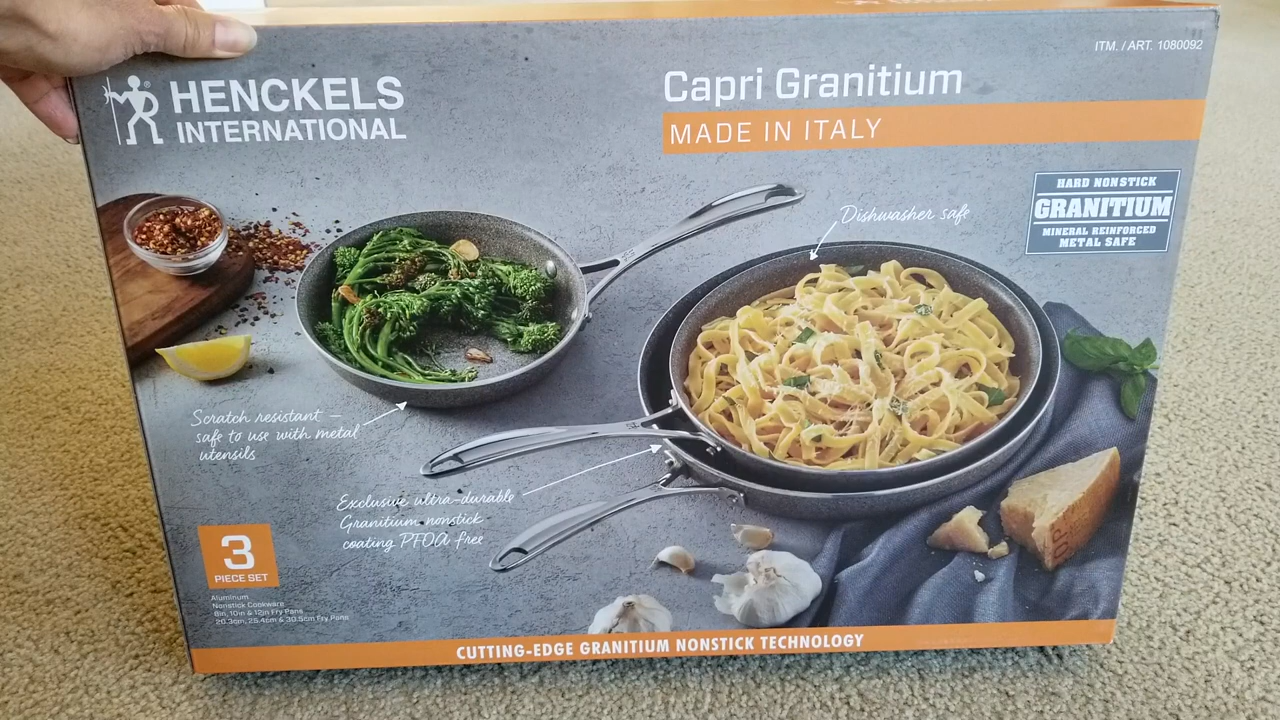 ITM. / ART. 1080092
HENCKELS
INTERNATIONAL
Capri Granitium
MADE IN ITALY
HARD NONSTICK
GRANITIUM
MINERAL REINFORCED
METAL SAFE
Dishwasher safe
Scratch resistant –
safe to use with metal
utensils
Exclusive ultra-durable
Granitium nonstick
coating PFOA free
3
PIECE SET
Aluminum
Nonstick Cookware
8in, 10in & 12in Fry Pans
20.3cm, 25.4cm & 30.5cm Fry Pans
CUTTING-EDGE GRANITIUM NONSTICK TECHNOLOGY